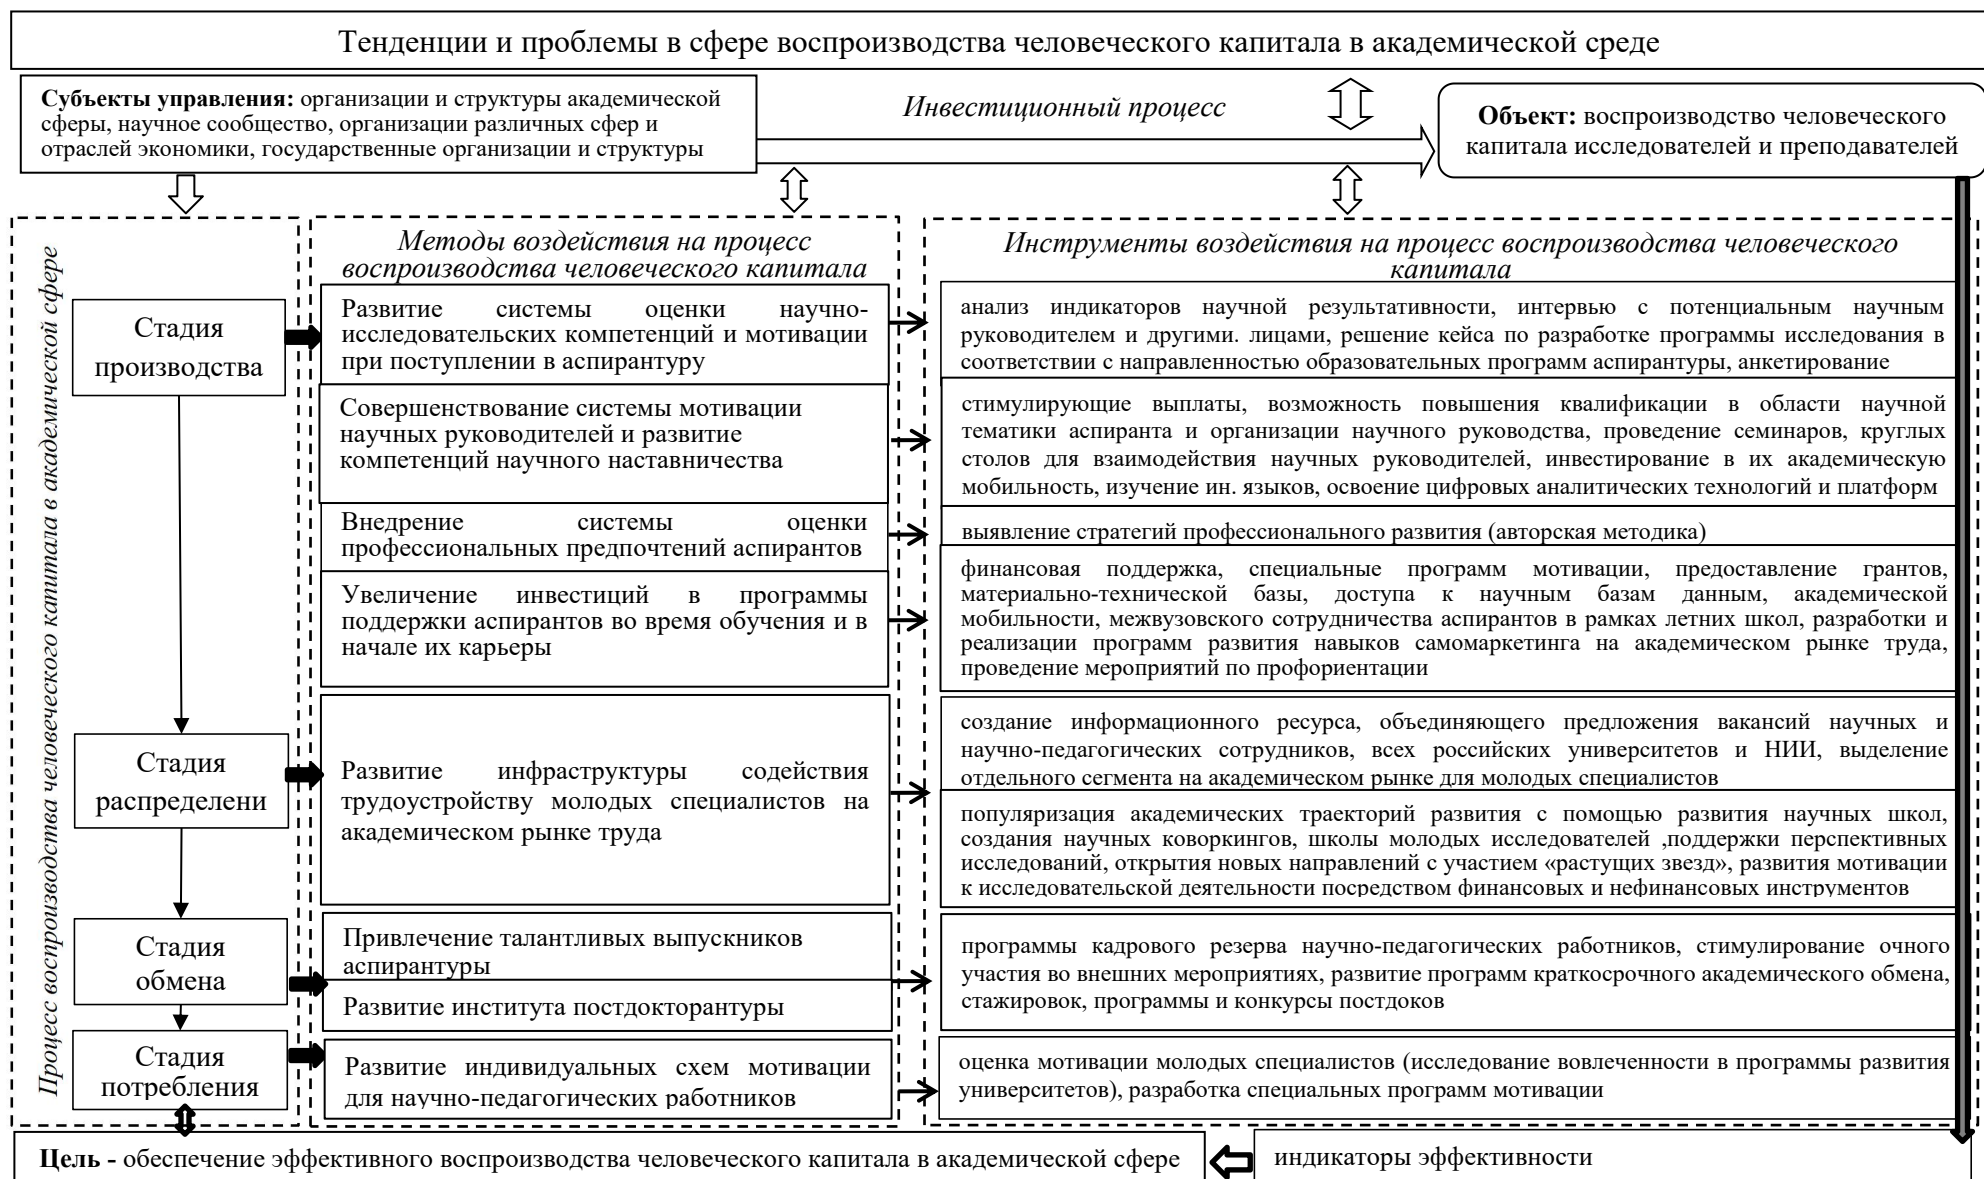 Тенденции и проблемы в сфере воспроизводства человеческого капитала в академической среде
Субъекты управления: организации и структуры академической
сферы, научное сообщество, организации различных сфер и
отраслей экономики, государственные организации и структуры
Инвестиционный процесс
Объект: воспроизводство человеческого
капитала исследователей и преподавателей
Процесс воспроизводства человеческого капитала в академической сфере
Методы воздействия на процесс
воспроизводства человеческого капитала
Инструменты воздействия на процесс воспроизводства человеческого
капитала
Стадия
производства
Развитие системы оценки научно-
исследовательских компетенций и мотивации
при поступлении в аспирантуру
анализ индикаторов научной результативности, интервью с потенциальным научным
руководителем и другими. лицами, решение кейса по разработке программы исследования в
соответствии с направленностью образовательных программ аспирантуры, анкетирование
Совершенствование системы мотивации
научных руководителей и развитие
компетенций научного наставничества
стимулирующие выплаты, возможность повышения квалификации в области научной
тематики аспиранта и организации научного руководства, проведение семинаров, круглых
столов для взаимодействия научных руководителей, инвестирование в их академическую
мобильность, изучение ин. языков, освоение цифровых аналитических технологий и платформ
Внедрение системы оценки
профессиональных предпочтений аспирантов
выявление стратегий профессионального развития (авторская методика)
Увеличение инвестиций в программы
поддержки аспирантов во время обучения и в
начале их карьеры
финансовая поддержка, специальные программ мотивации, предоставление грантов,
материально-технической базы, доступа к научным базам данным, академической
мобильности, межвузовского сотрудничества аспирантов в рамках летних школ, разработки и
реализации программ развития навыков самомаркетинга на академическом рынке труда,
проведение мероприятий по профориентации
Стадия
распределени
Развитие инфраструктуры содействия
трудоустройству молодых специалистов на
академическом рынке труда
создание информационного ресурса, объединяющего предложения вакансий научных и
научно-педагогических сотрудников, всех российских университетов и НИИ, выделение
отдельного сегмента на академическом рынке для молодых специалистов
популяризация академических траекторий развития с помощью развития научных школ,
создания научных коворкингов, школы молодых исследователей ,поддержки перспективных
исследований, открытия новых направлений с участием «растущих звезд», развития мотивации
к исследовательской деятельности посредством финансовых и нефинансовых инструментов
Стадия
обмена
Привлечение талантливых выпускников
аспирантуры
Развитие института постдокторантуры
программы кадрового резерва научно-педагогических работников, стимулирование очного
участия во внешних мероприятиях, развитие программ краткосрочного академического обмена,
стажировок, программы и конкурсы постдоков
Стадия
потребления
Развитие индивидуальных схем мотивации
для научно-педагогических работников
оценка мотивации молодых специалистов (исследование вовлеченности в программы развития
университетов), разработка специальных программ мотивации
Цель - обеспечение эффективного воспроизводства человеческого капитала в академической сфере
индикаторы эффективности